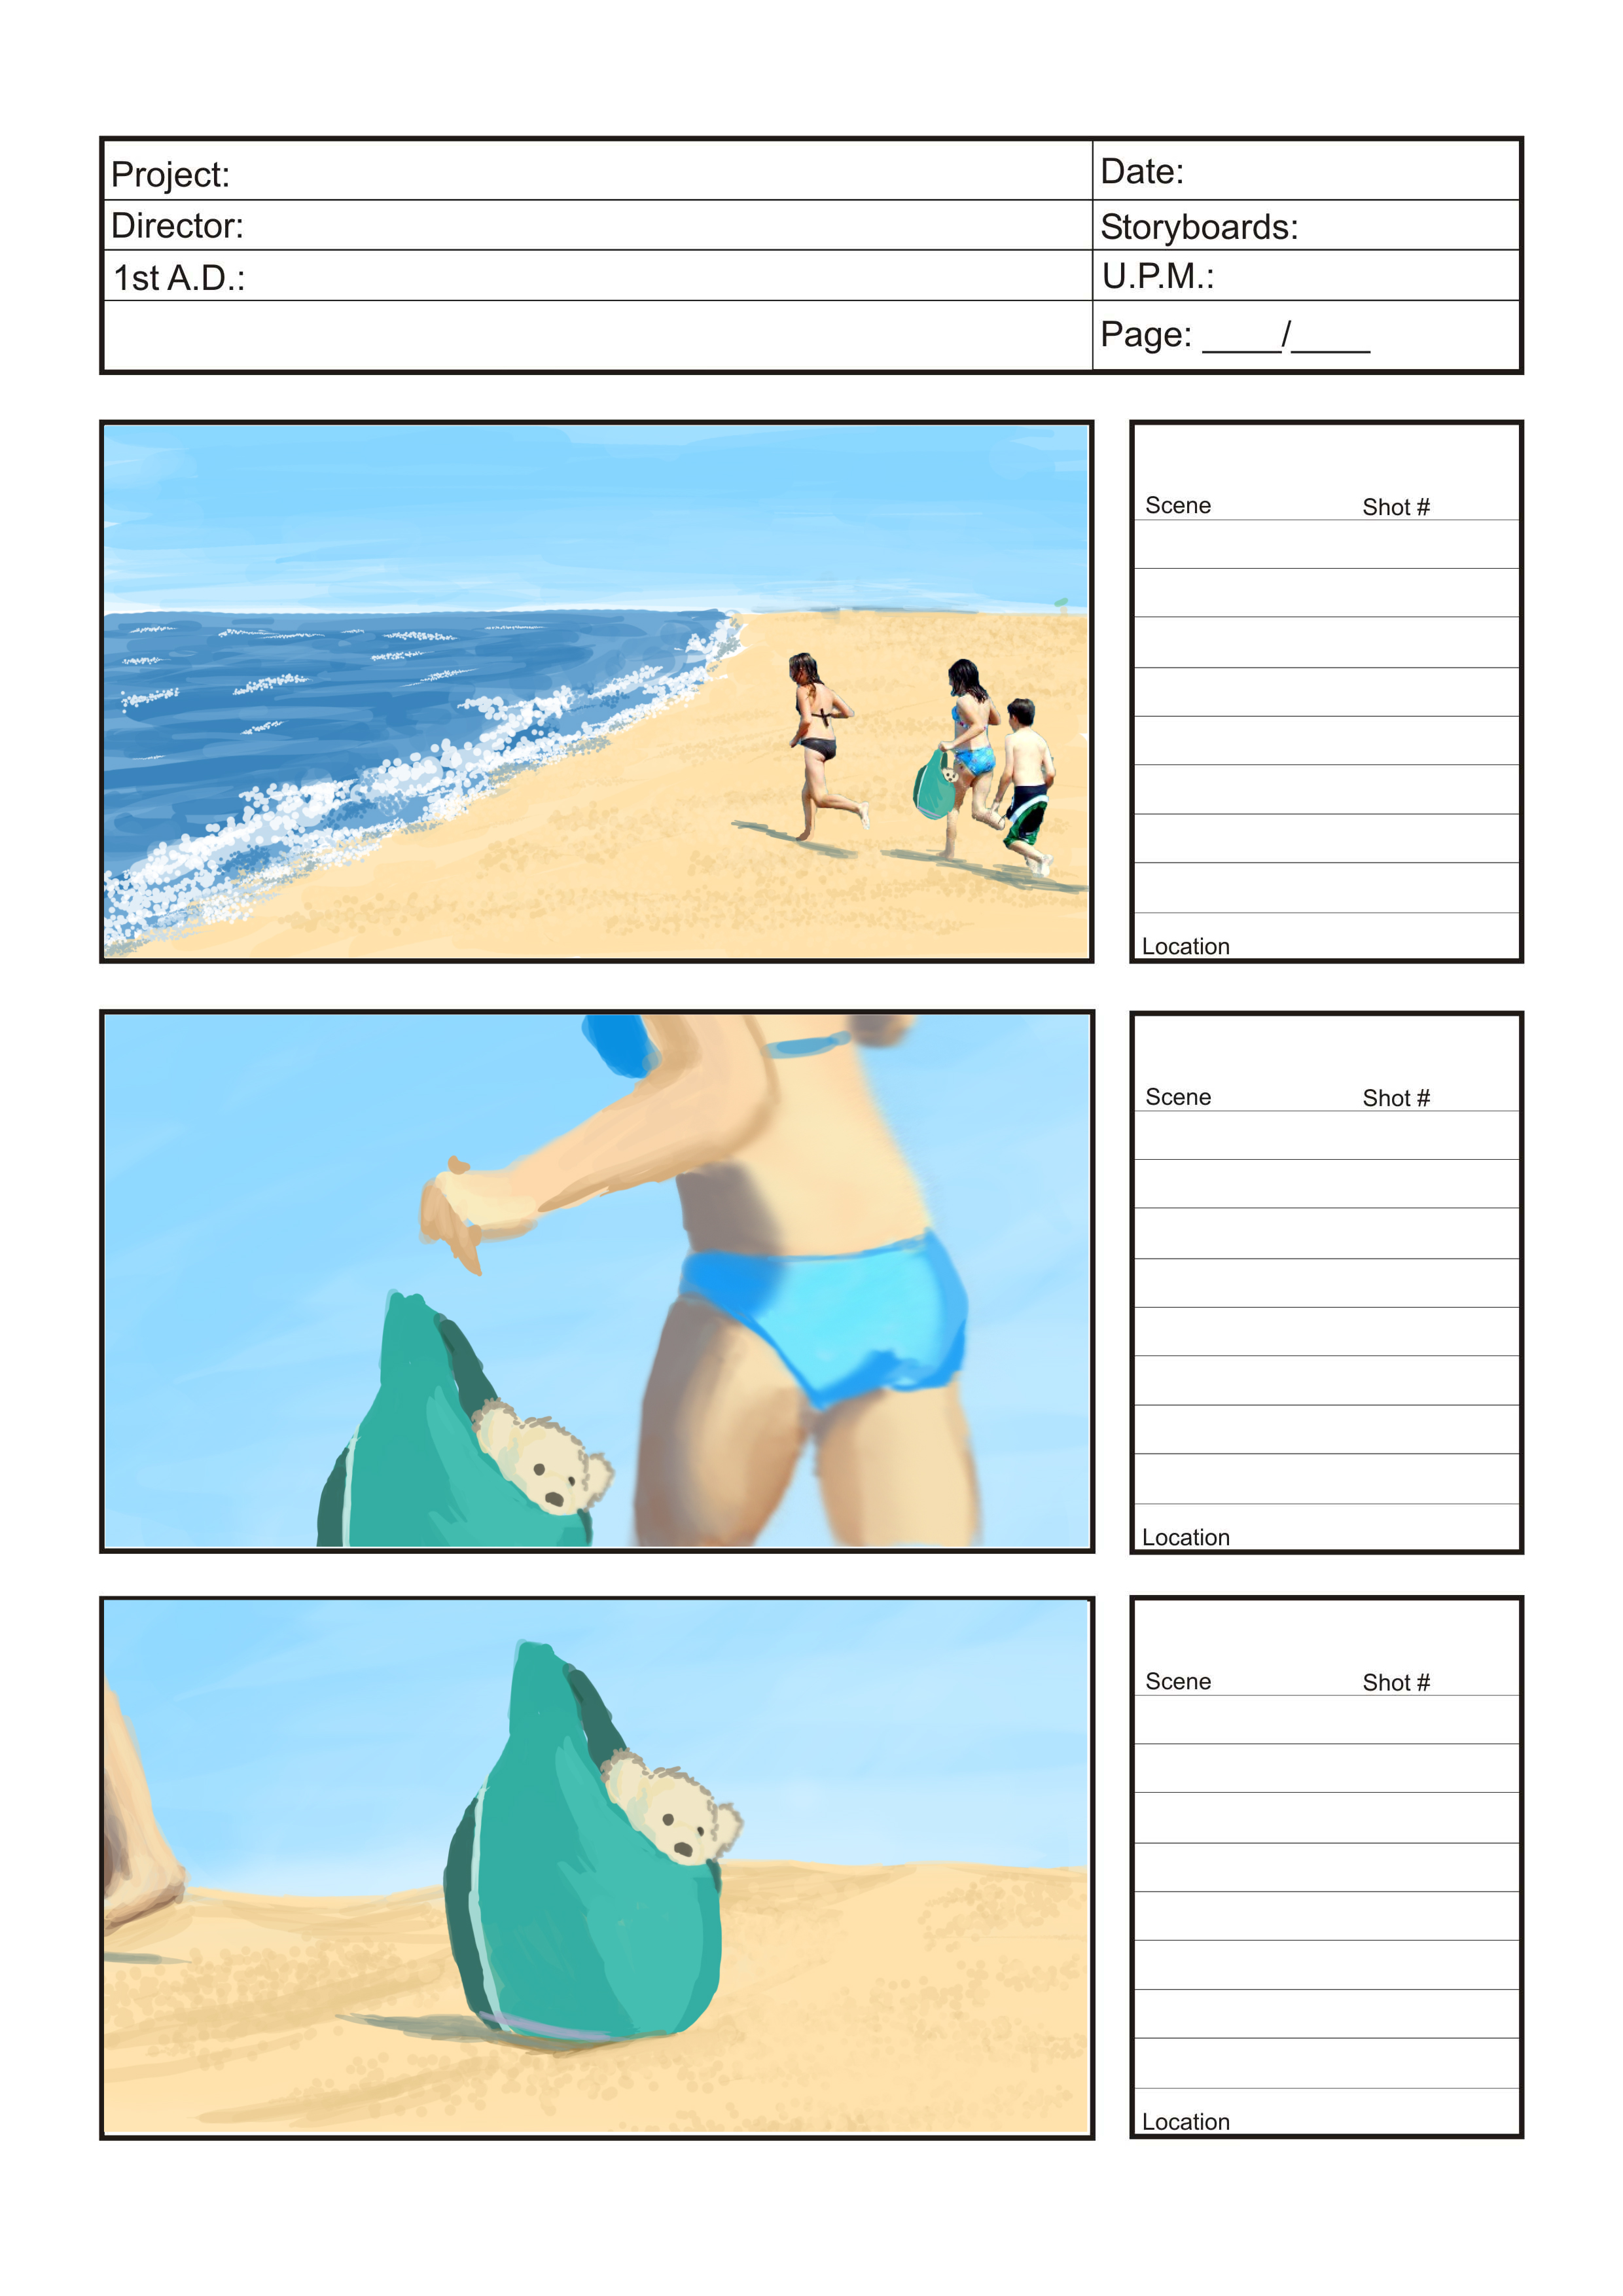 Project:
Date:
Director:
Storyboards:
1st A.D.:
U.P.M.:
Page: ____/____
Scene Shot #
Location
Scene Shot #
Location
Scene Shot #
Location